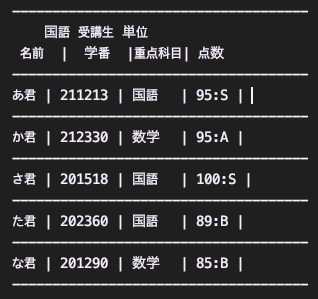 国語 受講生 単位
名前 | 学番 |重点科目| 点数
あ君 | 211213 | 国語 | 95:S |
か君 | 212330 | 数学 | 95:A |
さ君 | 201518 | 国語 | 100:S |
た君 | 202360 | 国語 | 89:B |
な君 | 201290 | 数学 | 85:B |